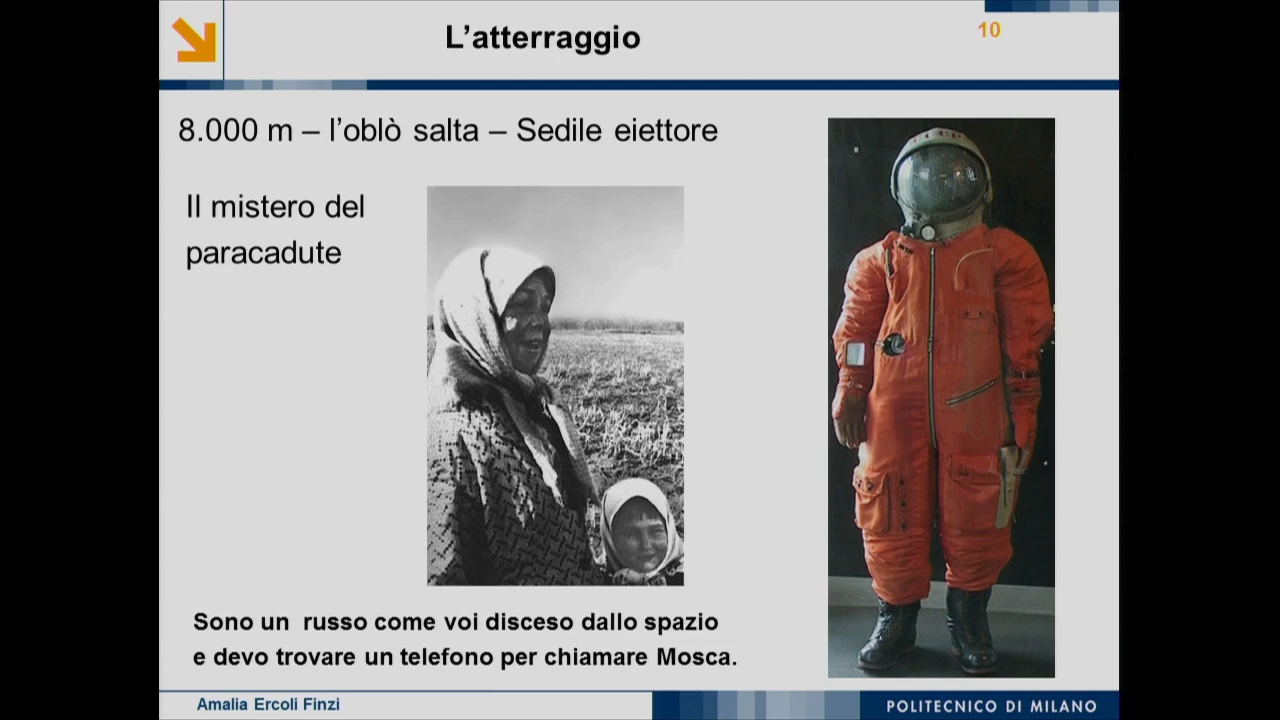 L'atterraggio
10
8.000 m – l'oblò salta – Sedile eiettore
Il mistero del
paracadute
Sono un russo come voi disceso dallo spazio
e devo trovare un telefono per chiamare Mosca.
Amalia Ercoli Finzi
POLITECNICO DI MILANO